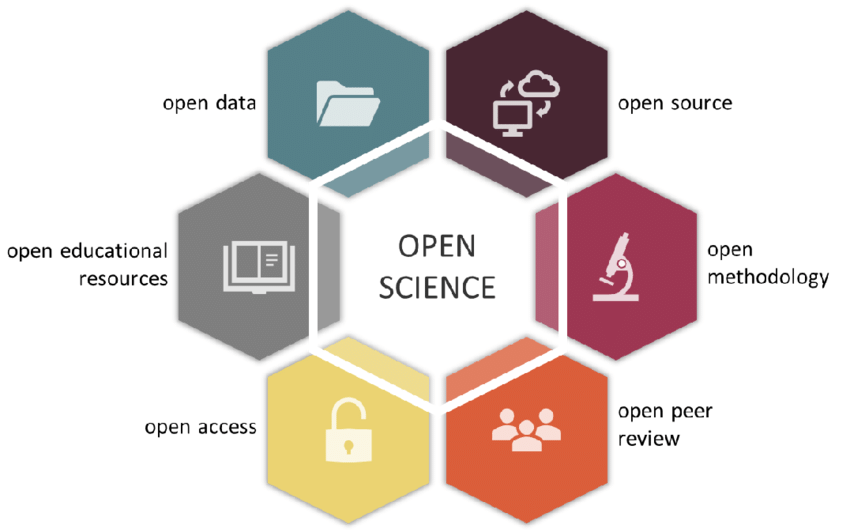 open data
open source
open educational
resources
OPEN
SCIENCE
open
methodology
open access
open peer
review